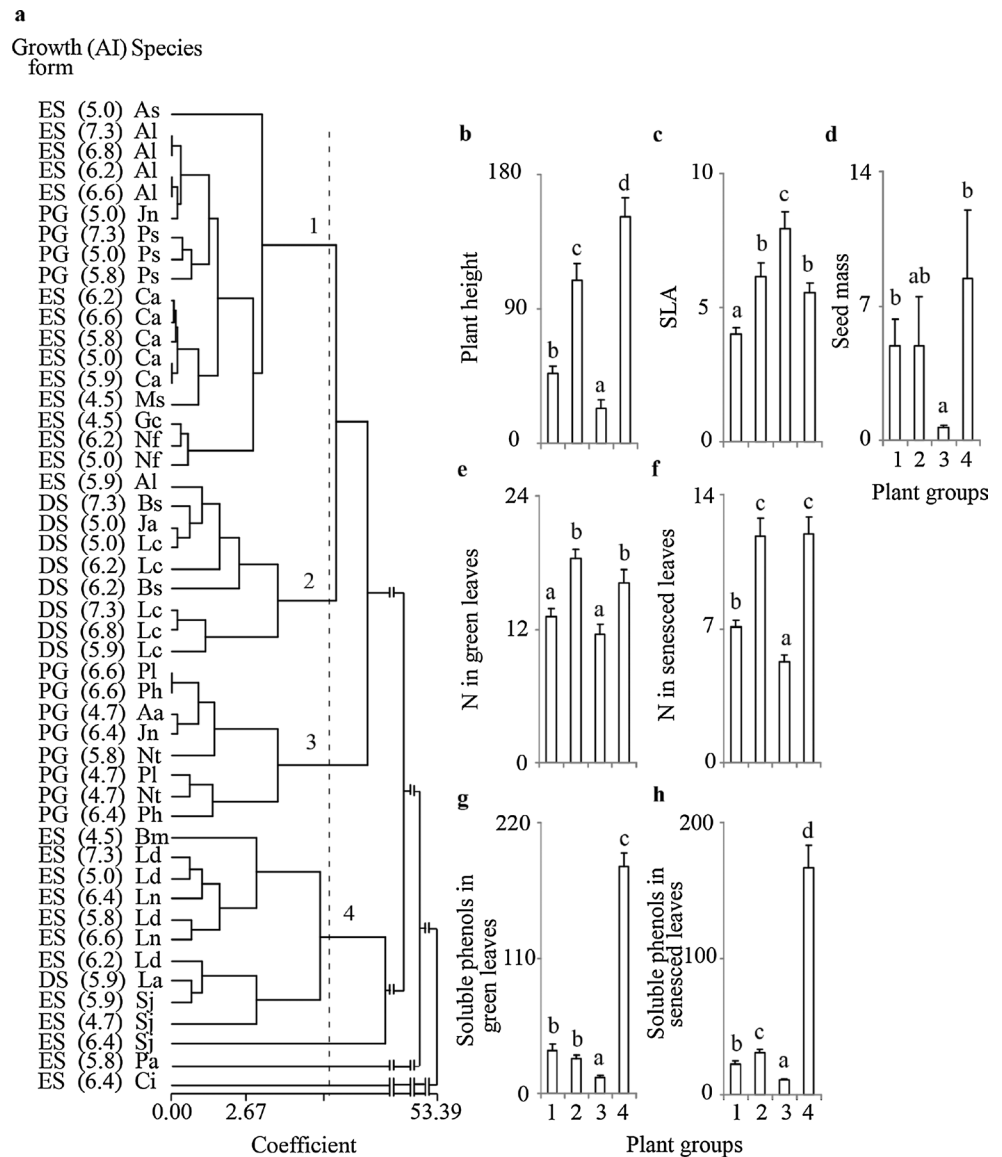 a
Growth (AI) Species
form
ES (5.0) As
ES (7.3) Al
ES (6.8) Al
ES (6.2) Al
ES (6.6) Al
PG (5.0) Jn
PG (7.3) Ps
PG (5.0) Ps
PG (5.8) Ps
ES (6.2) Ca
ES (6.6) Ca
ES (5.8) Ca
ES (5.0) Ca
ES (5.9) Ca
ES (4.5) Ms
ES (4.5) Gc
ES (6.2) Nf
ES (5.0) Nf
ES (5.9) Al
DS (7.3) Bs
DS (5.0) Ja
DS (5.0) Lc
DS (6.2) Lc
DS (6.2) Bs
DS (7.3) Lc
DS (6.8) Lc
DS (5.9) Lc
PG (6.6) Pl
PG (6.6) Ph
PG (4.7) Aa
PG (6.4) Jn
PG (5.8) Nt
PG (4.7) Pl
PG (4.7) Nt
PG (6.4) Ph
ES (4.5) Bm
ES (7.3) Ld
ES (5.0) Ld
ES (6.4) Ln
ES (5.8) Ld
ES (6.6) Ln
ES (6.2) Ld
DS (5.9) La
ES (5.9) Sj
ES (4.7) Sj
ES (6.4) Sj
ES (5.8) Pa
ES (6.4) Ci
1
2
3
4
0.00 2.67 53.39
Coefficient
b
Plant height
180
90
0
b c a d
c
SLA
10
5
0
a b c b
d
Seed mass
14
7
0
b ab a b
1 2 3 4
Plant groups
e
N in green leaves
24
12
0
a b a b
f
N in senesced leaves
14
7
0
b c a c
g
Soluble phenols in
green leaves
220
110
0
b b a c
1 2 3 4
h
Soluble phenols in
senesced leaves
200
100
0
b c a d
1 2 3 4
Plant groups